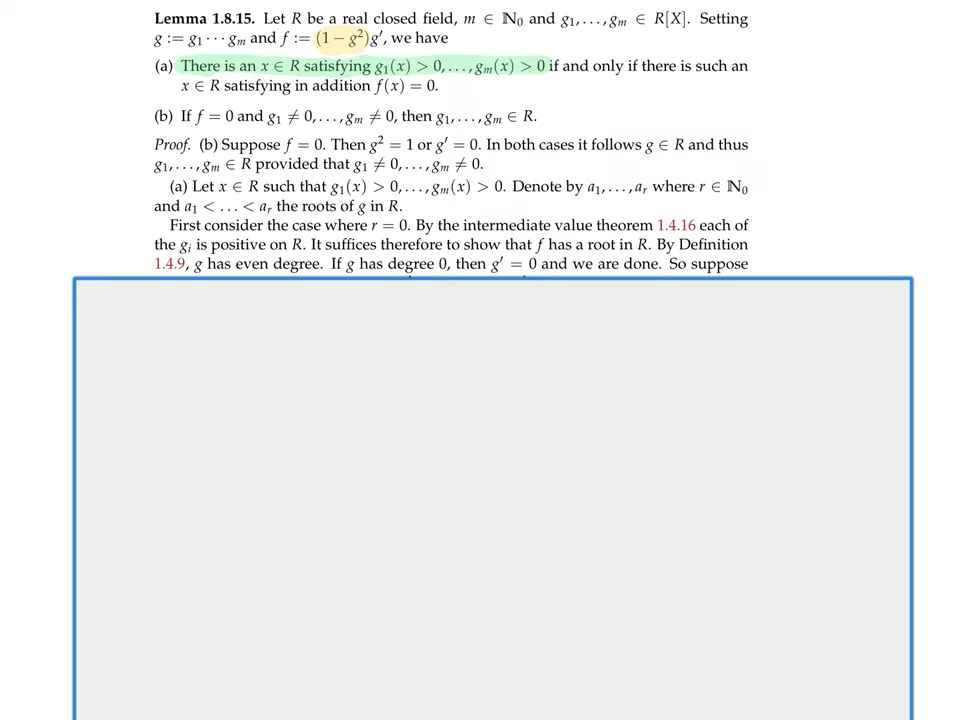 Lemma 1.8.15. Let R be a real closed field, m ∈ ℕ₀ and g₁, . . . , gₘ ∈ R[X]. Setting
g := g₁ · · · gₘ and f := (1 − g²)g′, we have
(a) There is an x ∈ R satisfying g₁(x) > 0, . . . , gₘ(x) > 0 if and only if there is such an
x ∈ R satisfying in addition f(x) = 0.
(b) If f = 0 and g₁ ≠ 0, . . . , gₘ ≠ 0, then g₁, . . . , gₘ ∈ R.
Proof. (b) Suppose f = 0. Then g² = 1 or g′ = 0. In both cases it follows g ∈ R and thus
g₁, . . . , gₘ ∈ R provided that g₁ ≠ 0, . . . , gₘ ≠ 0.
(a) Let x ∈ R such that g₁(x) > 0, . . . , gₘ(x) > 0. Denote by a₁, . . . , aᵣ where r ∈ ℕ₀
and a₁ < . . . < aᵣ the roots of g in R.
First consider the case where r = 0. By the intermediate value theorem 1.4.16 each of
the gᵢ is positive on R. It suffices therefore to show that f has a root in R. By Definition
1.4.9, g has even degree. If g has degree 0, then g′ = 0 and we are done. So suppose